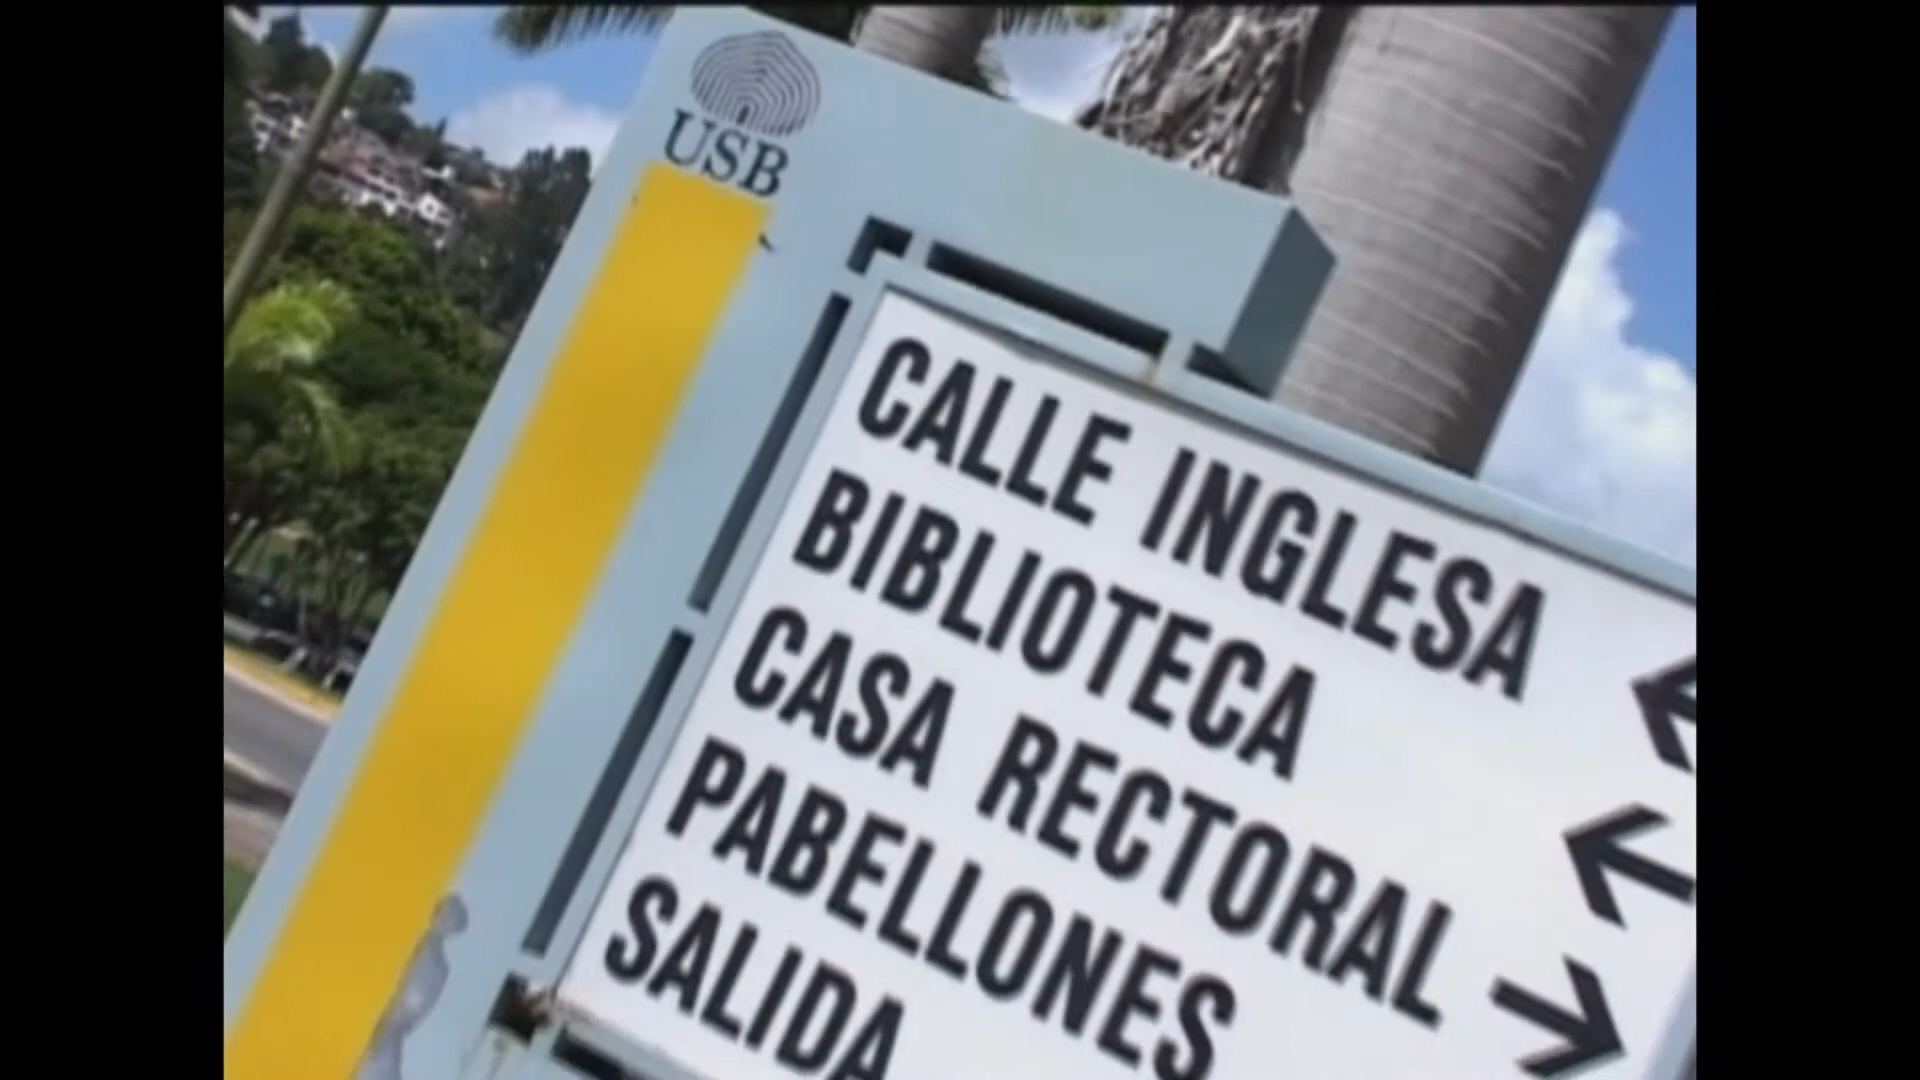 USB
CALLE INGLESA
BIBLIOTECA
CASA RECTORAL
PABELLONES
SALIDA